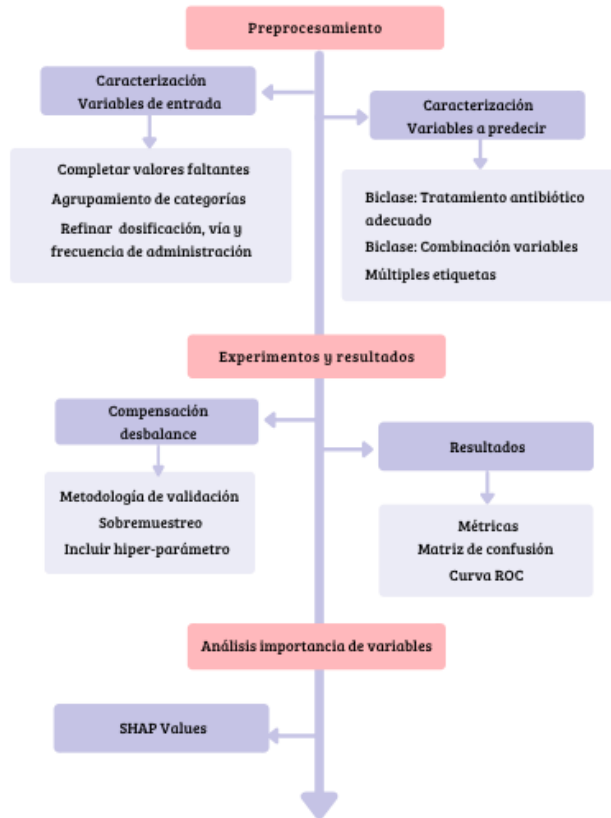 Preprocesamiento
Caracterización
Variables de entrada
Caracterización
Variables a predecir
Completar valores faltantes
Agrupamiento de categorías
Refinar dosificación, vía y
frecuencia de administración
Biclase: Tratamiento antibiótico
adecuado
Biclase: Combinación variables
Múltiples etiquetas
Experimentos y resultados
Compensación
desbalance
Resultados
Metodología de validación
Sobremuestreo
Incluir hiper-parámetro
Métricas
Matriz de confusión
Curva ROC
Análisis importancia de variables
SHAP Values